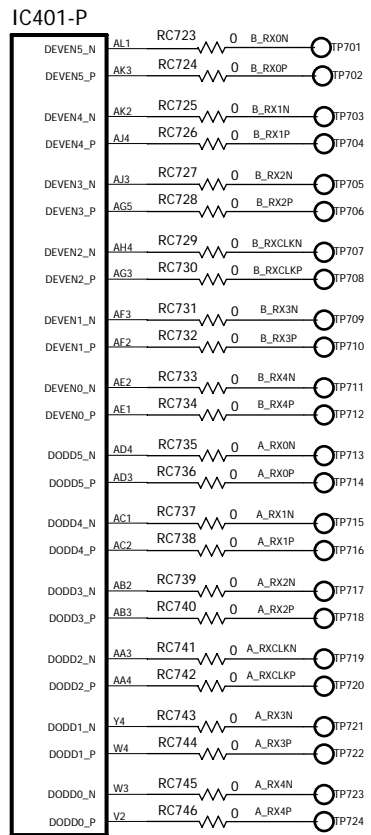 IC401-P
DEVEN5_N AL1 RC723 0 B_RX0N TP701
DEVEN5_P AK3 RC724 0 B_RX0P TP702
DEVEN4_N AK2 RC725 0 B_RX1N TP703
DEVEN4_P AJ4 RC726 0 B_RX1P TP704
DEVEN3_N AJ3 RC727 0 B_RX2N TP705
DEVEN3_P AG5 RC728 0 B_RX2P TP706
DEVEN2_N AH4 RC729 0 B_RXCLKN TP707
DEVEN2_P AG3 RC730 0 B_RXCLKP TP708
DEVEN1_N AF3 RC731 0 B_RX3N TP709
DEVEN1_P AF2 RC732 0 B_RX3P TP710
DEVEN0_N AE2 RC733 0 B_RX4N TP711
DEVEN0_P AE1 RC734 0 B_RX4P TP712
DODD5_N AD4 RC735 0 A_RX0N TP713
DODD5_P AD3 RC736 0 A_RX0P TP714
DODD4_N AC1 RC737 0 A_RX1N TP715
DODD4_P AC2 RC738 0 A_RX1P TP716
DODD3_N AB2 RC739 0 A_RX2N TP717
DODD3_P AB3 RC740 0 A_RX2P TP718
DODD2_N AA3 RC741 0 A_RXCLKN TP719
DODD2_P AA4 RC742 0 A_RXCLKP TP720
DODD1_N Y4 RC743 0 A_RX3N TP721
DODD1_P W4 RC744 0 A_RX3P TP722
DODD0_N W3 RC745 0 A_RX4N TP723
DODD0_P V2 RC746 0 A_RX4P TP724